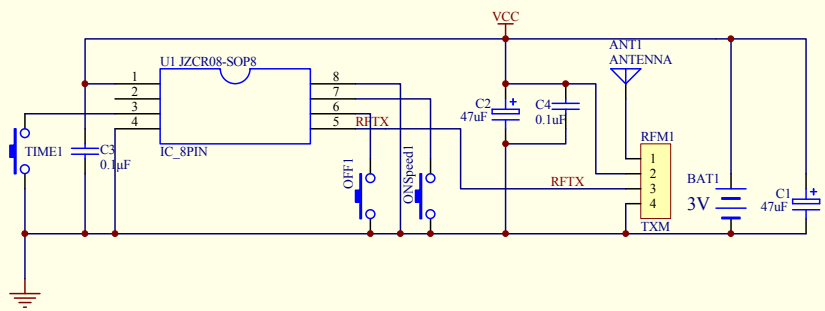 VCC
ANT1
ANTENNA
U1 JZCR08-SOP8
1
2
3
4
8
7
6
5
RFTX
IC_8PIN
TIME1
C3
0.1μF
OFF1
ONSpeed1
C2
+
47uF
C4
0.1uF
RFTX
RFM1
1
2
3
4
TXM
BAT1
3V
C1
+
47uF